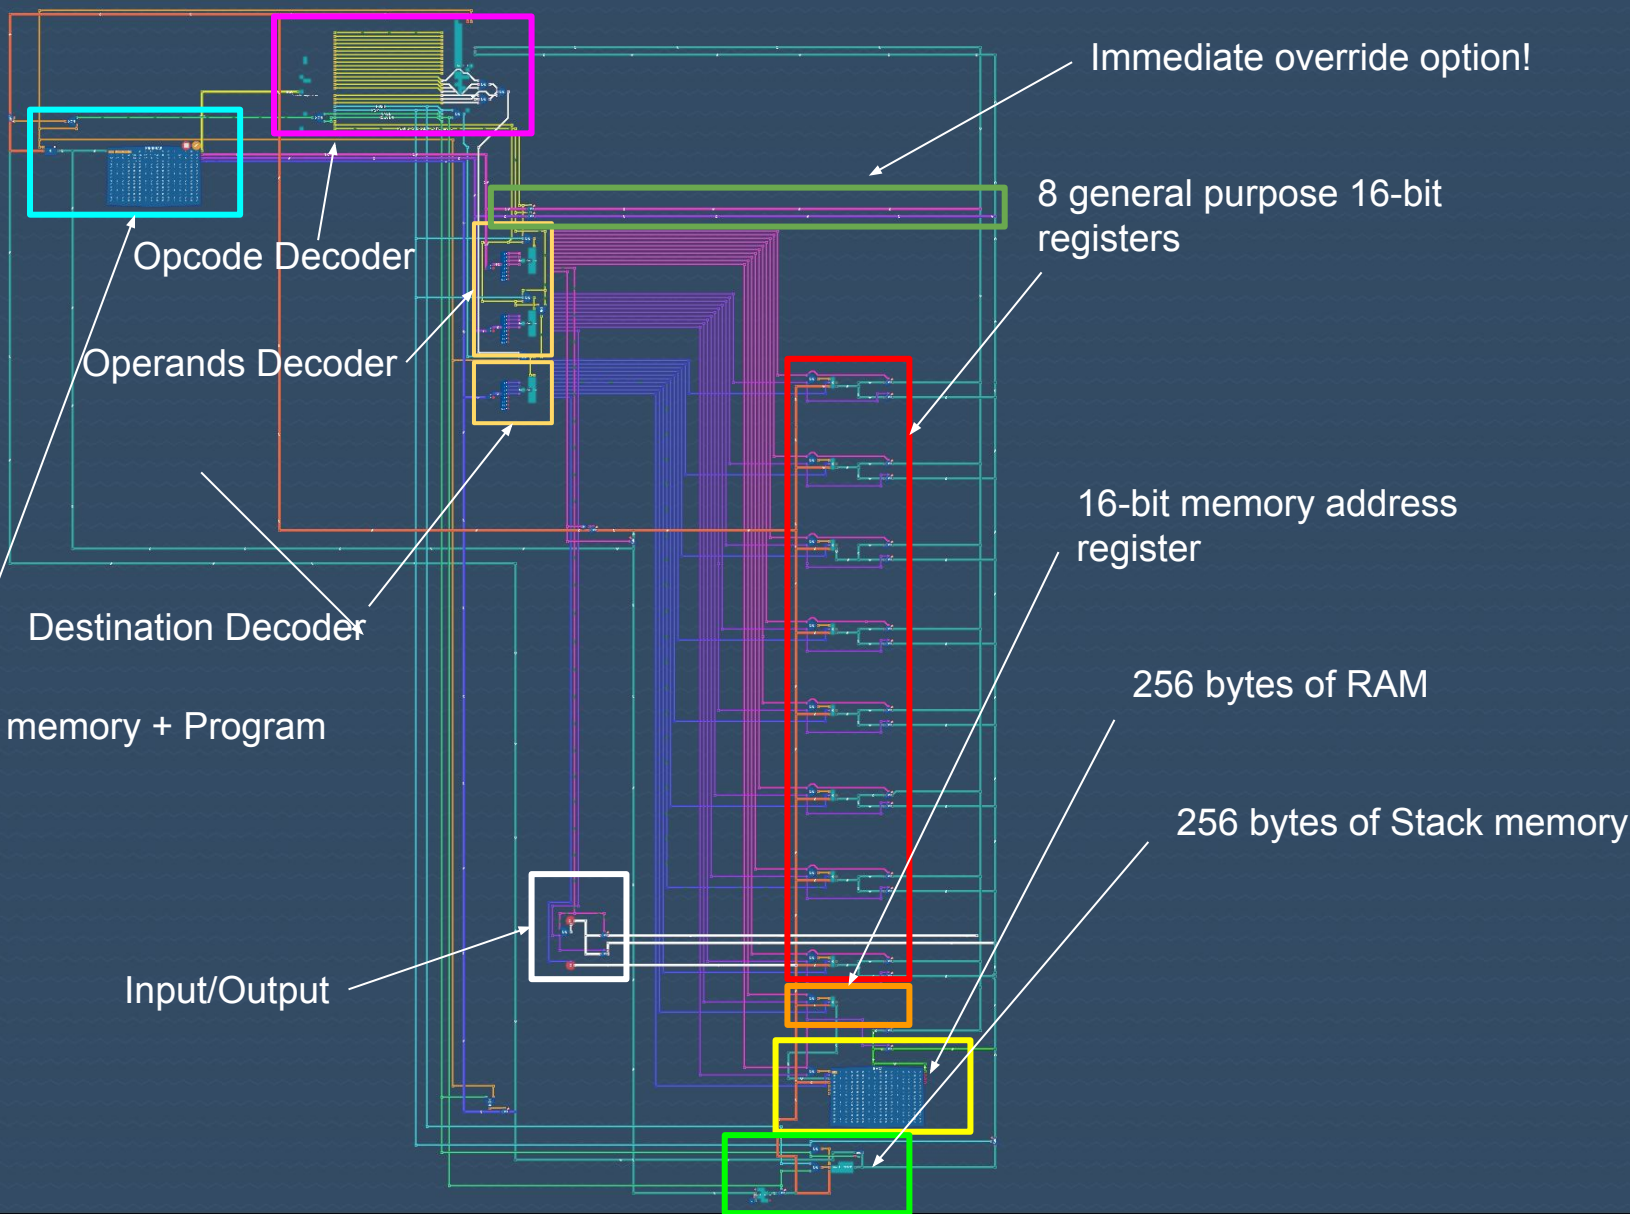 Immediate override option!
8 general purpose 16-bit
registers
Opcode Decoder
Operands Decoder
16-bit memory address
register
Destination Decoder
256 bytes of RAM
memory + Program
256 bytes of Stack memory
Input/Output